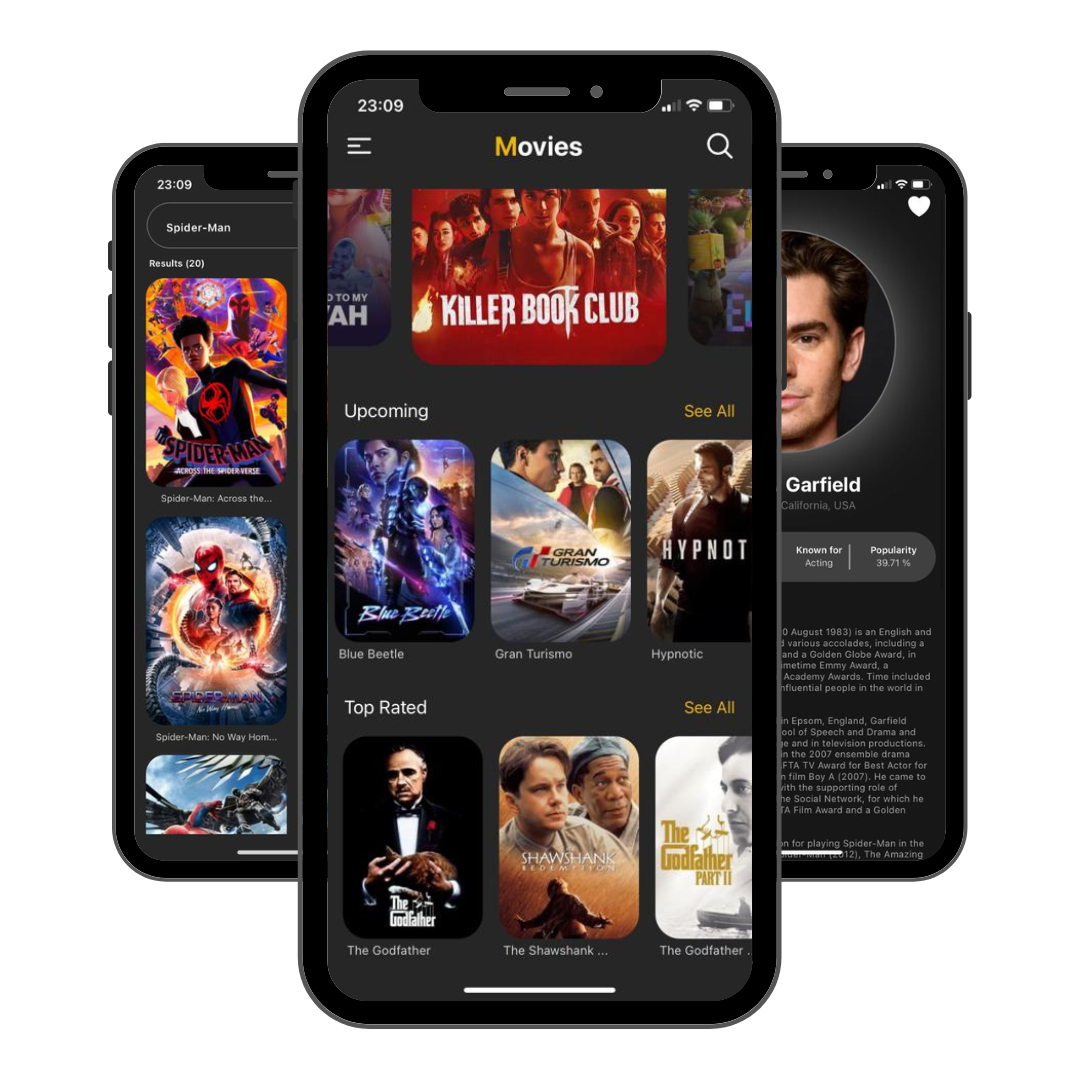 23:09
Spider-Man
Results (20)
SPIDER-MAN
ACROSS THE SPIDER-VERSE
Spider-Man: Across the...
SPIDER-MAN
No Way Home
Spider-Man: No Way Hom...
23:09
Movies
D TO MY
AH
KILLER BOOK CLUB
Upcoming
See All
Blue Beetle
GRAN
TURISMO
HYPNOT
Blue Beetle
Gran Turismo
Hypnotic
Top Rated
See All
The
Godfather
SHAWSHANK
REDEMPTION
The
Godfather
PART II
The Godfather
The Shawshank ...
The Godfather .
Garfield
California, USA
Known for
Popularity
Acting
39.71 %
0 August 1983) is an English and
various accolades, including a
and a Golden Globe Award, in
imetime Emmy Award, a
Academy Awards. Time included
nfluential people in the world in
in Epsom, England, Garfield
ool of Speech and Drama and
ge and in television productions.
in the 2007 ensemble drama
AFTA TV Award for Best Actor for
n film Boy A (2007). He came to
with the supporting role of
he Social Network, for which he
TA Film Award and a Golden
on for playing Spider-Man in the
pider-Man (2012), The Amazing